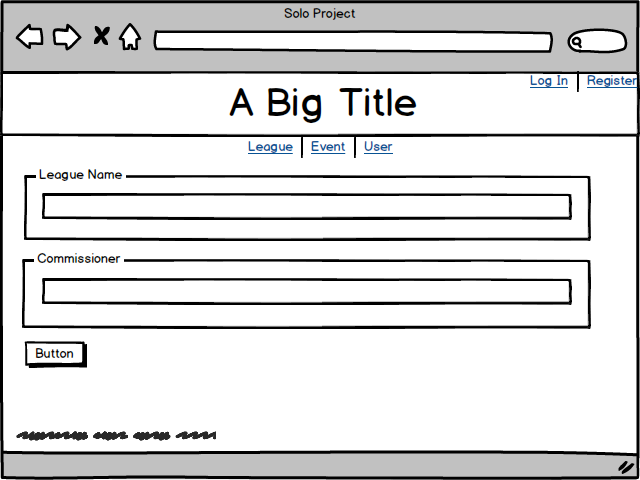 Solo Project
Log In
Register
A Big Title
League
Event
User
League Name
Commissioner
Button